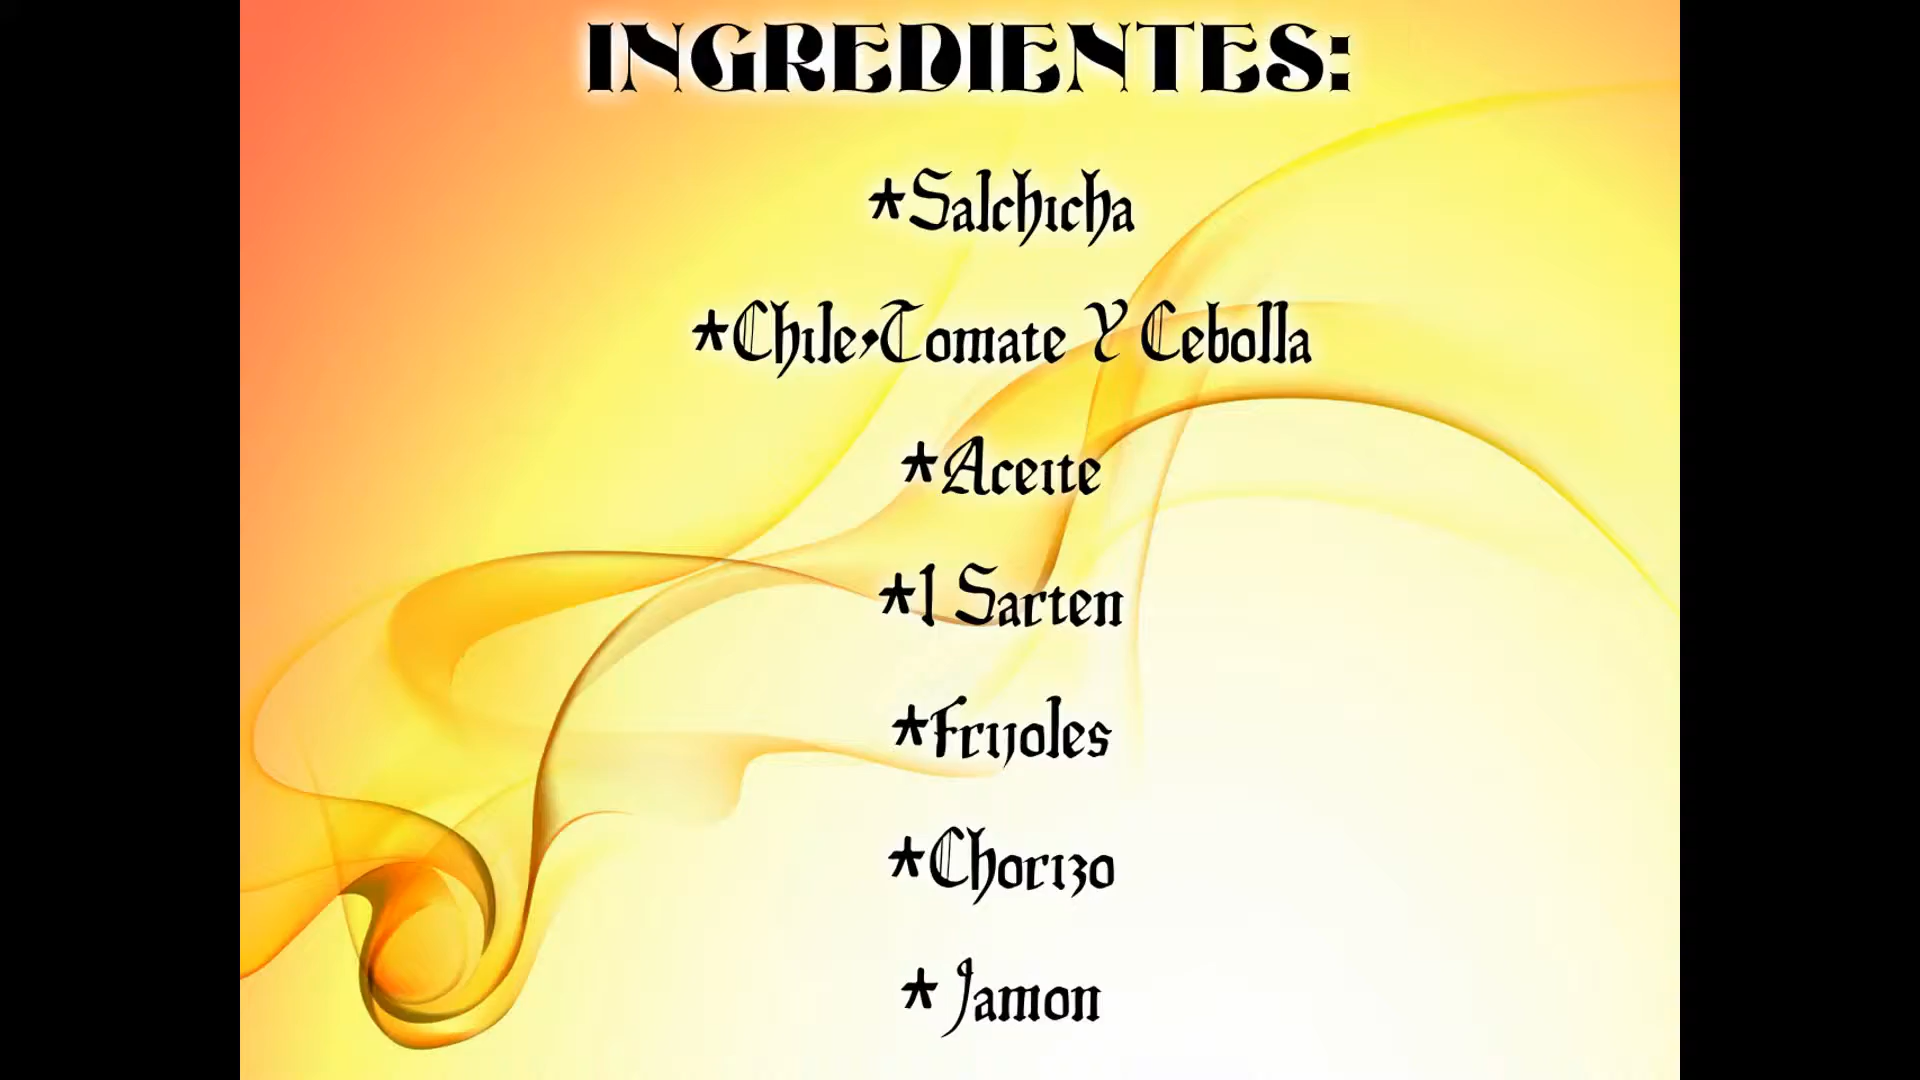 INGREDIENTES:
*Salchicha
*Chile,Tomate Y Cebolla
*Aceite
*1 Sarten
*Frijoles
*Chorizo
* Jamon